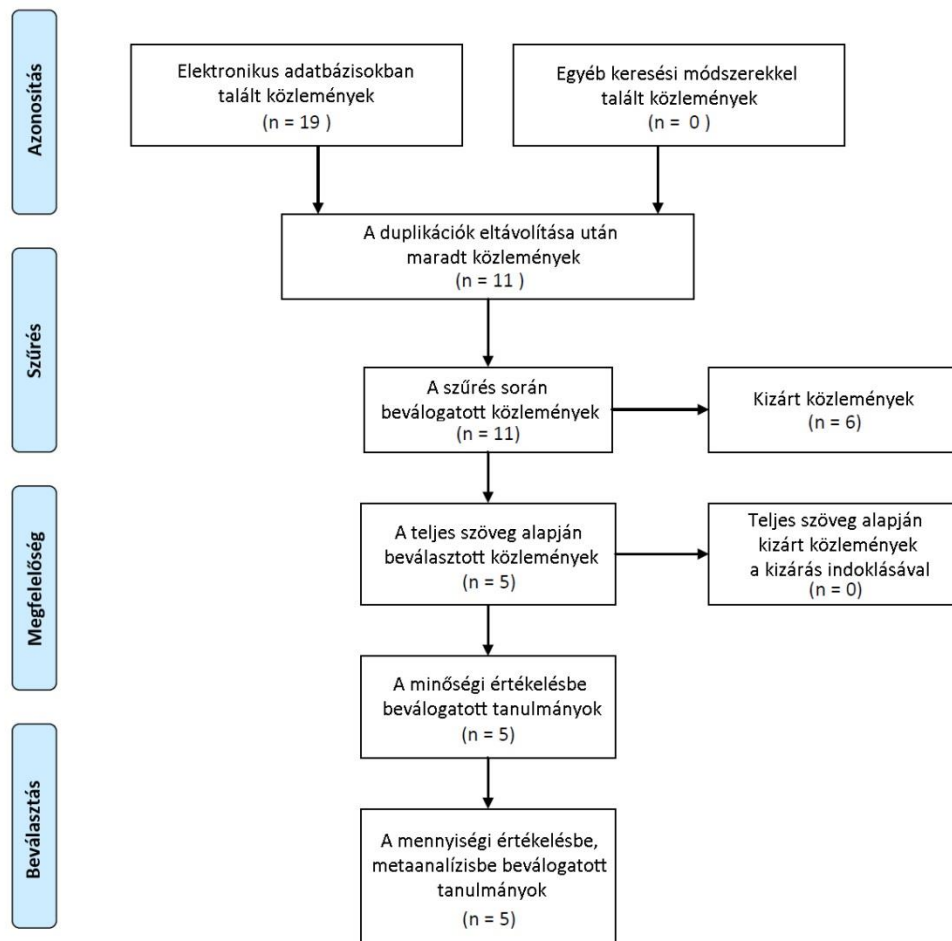 Azonosítás
Elektronikus adatbázisokban
talált közlemények
(n = 19 )
Egyéb keresési módszerekkel
talált közlemények
(n = 0 )
A duplikációk eltávolítása után
maradt közlemények
(n = 11 )
Szűrés
A szűrés során
beválogatott közlemények
(n = 11)
Kizárt közlemények
(n = 6)
Megfelelőség
A teljes szöveg alapján
beválasztott közlemények
(n = 5)
Teljes szöveg alapján
kizárt közlemények
a kizárás indoklásával
(n = 0)
A minőségi értékelésbe
beválogatott tanulmányok
(n = 5)
Beválasztás
A mennyiségi értékelésbe,
metaanalízisbe beválogatott
tanulmányok
(n = 5)